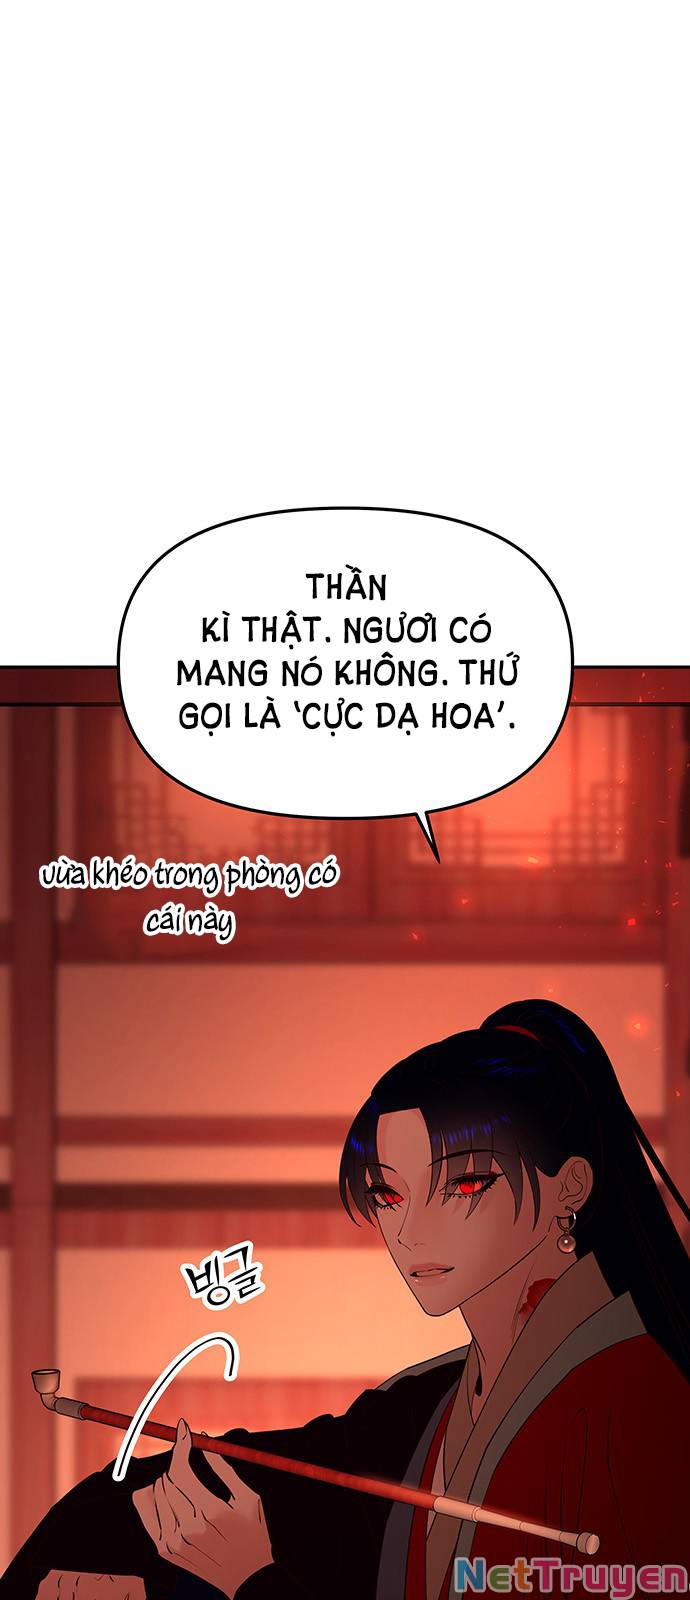 THẦN
KÌ THẬT. NGƯƠI CÓ
MANG NÓ KHÔNG. THỨ
GỌI LÀ ‘CỰC DẠ HOA’.
vừa khéo trong phòng có
cái này
빙글
NetTruyen